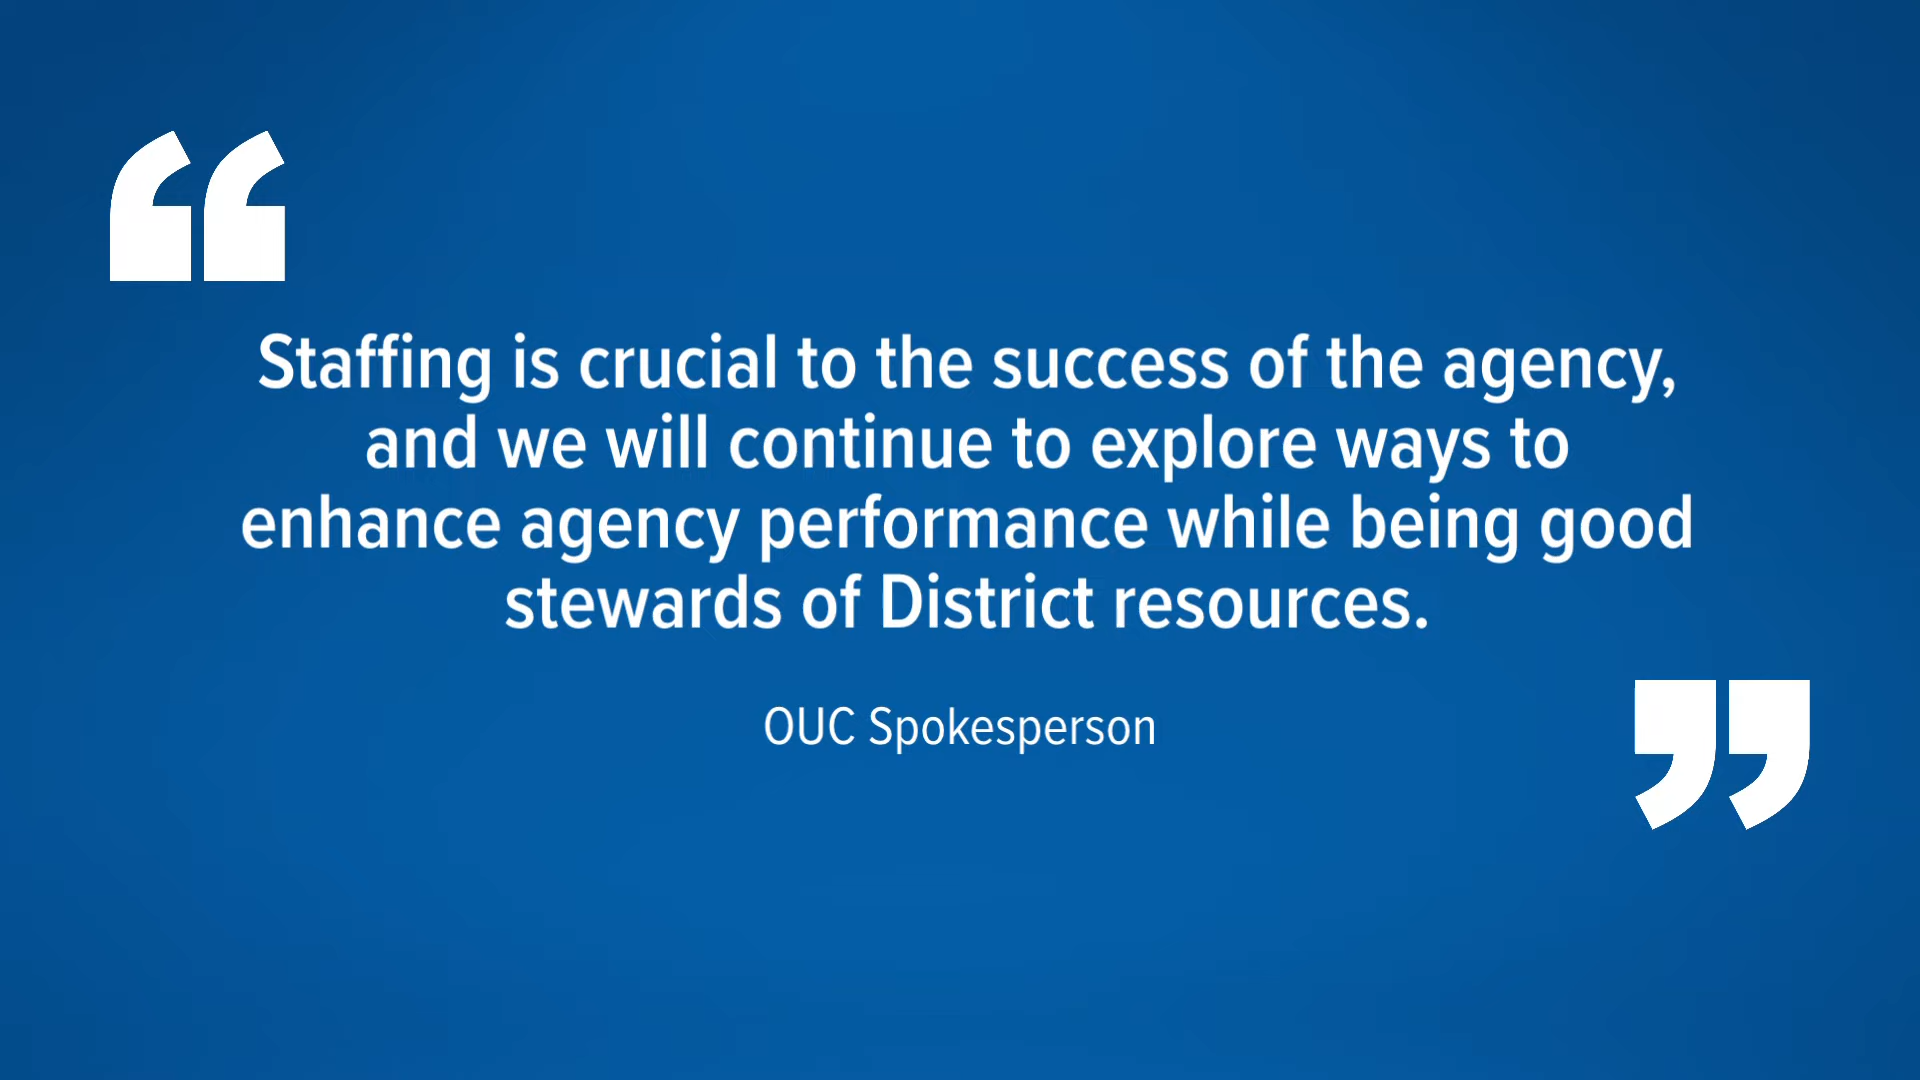 “
Staffing is crucial to the success of the agency,
and we will continue to explore ways to
enhance agency performance while being good
stewards of District resources.
OUC Spokesperson
”